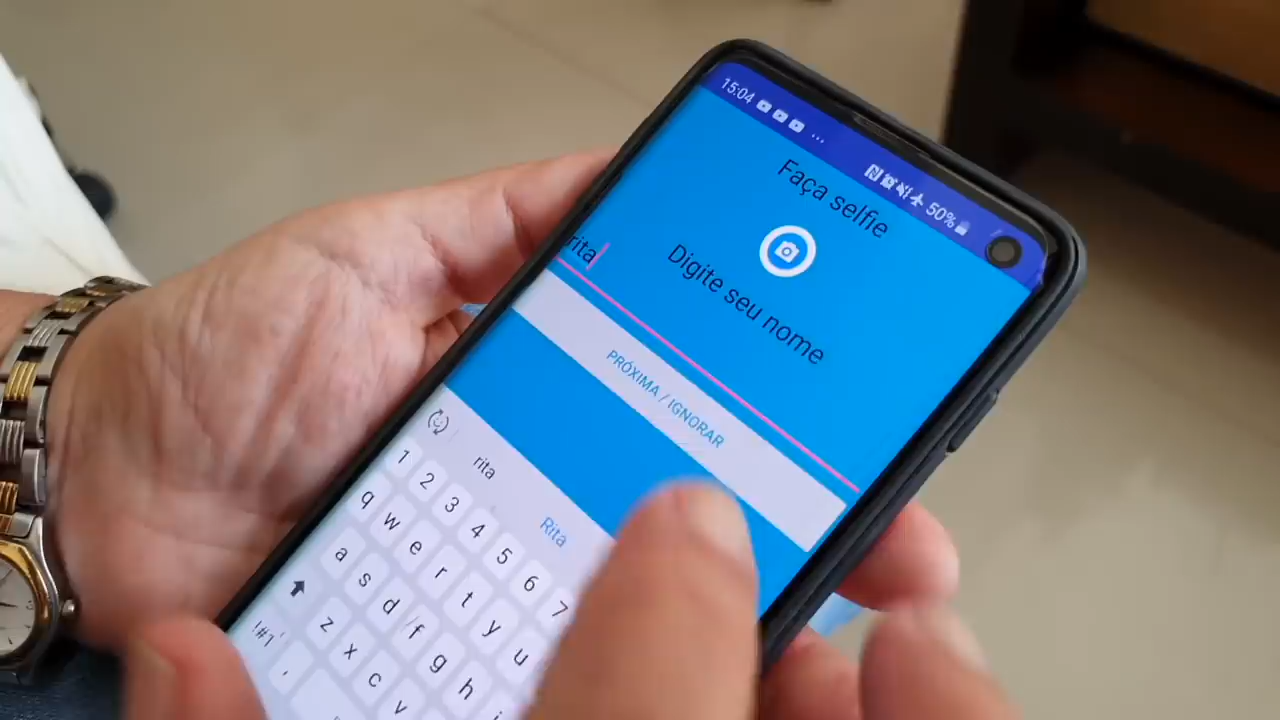 15:04 ... 50%
Faça selfie
Digite seu nome
rita
PRÓXIMA / IGNORAR
rita Rita
1 2 3 4 5 6 7
q w e r t y u
a s d f g h j
z x c v
!#1 ,